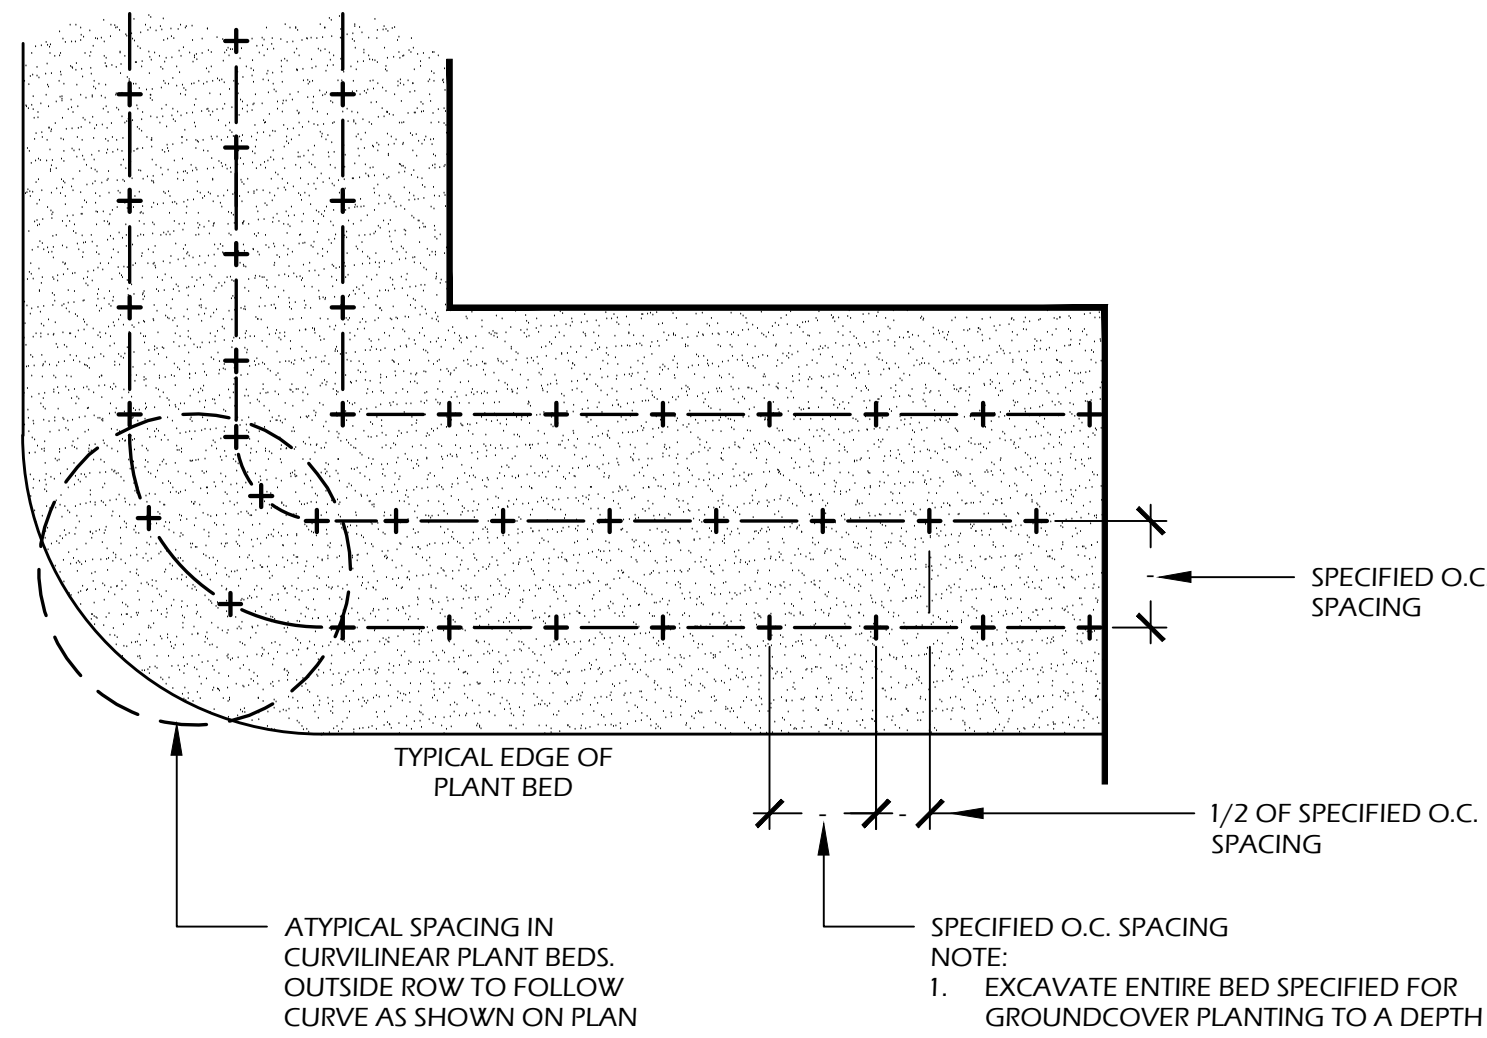 SPECIFIED O.C
SPACING
TYPICAL EDGE OF
PLANT BED
1/2 OF SPECIFIED O.C.
SPACING
ATYPICAL SPACING IN
CURVILINEAR PLANT BEDS.
OUTSIDE ROW TO FOLLOW
CURVE AS SHOWN ON PLAN
SPECIFIED O.C. SPACING
NOTE:
1. EXCAVATE ENTIRE BED SPECIFIED FOR
GROUNDCOVER PLANTING TO A DEPTH